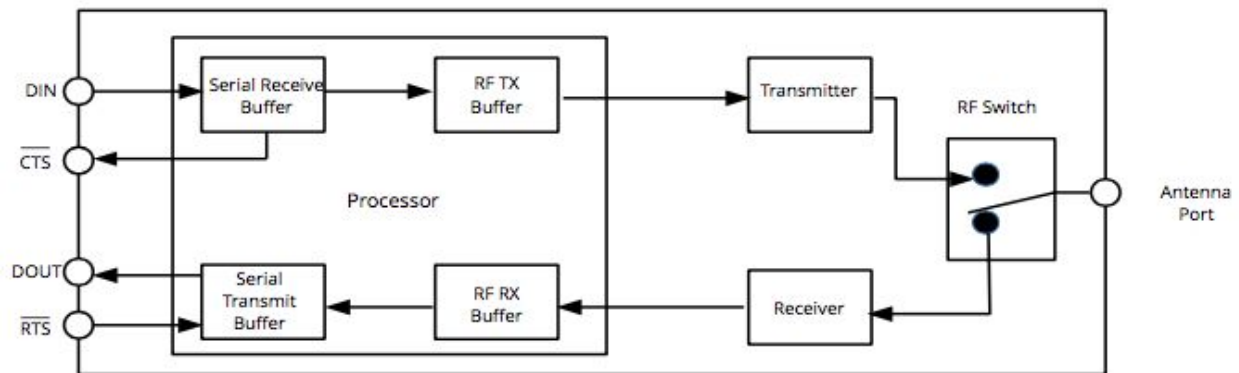 DIN
Serial Receive
Buffer
RF TX
Buffer
Transmitter
RF Switch
CTS
Processor
Antenna
Port
DOUT
Serial
Transmit
Buffer
RF RX
Buffer
Receiver
RTS